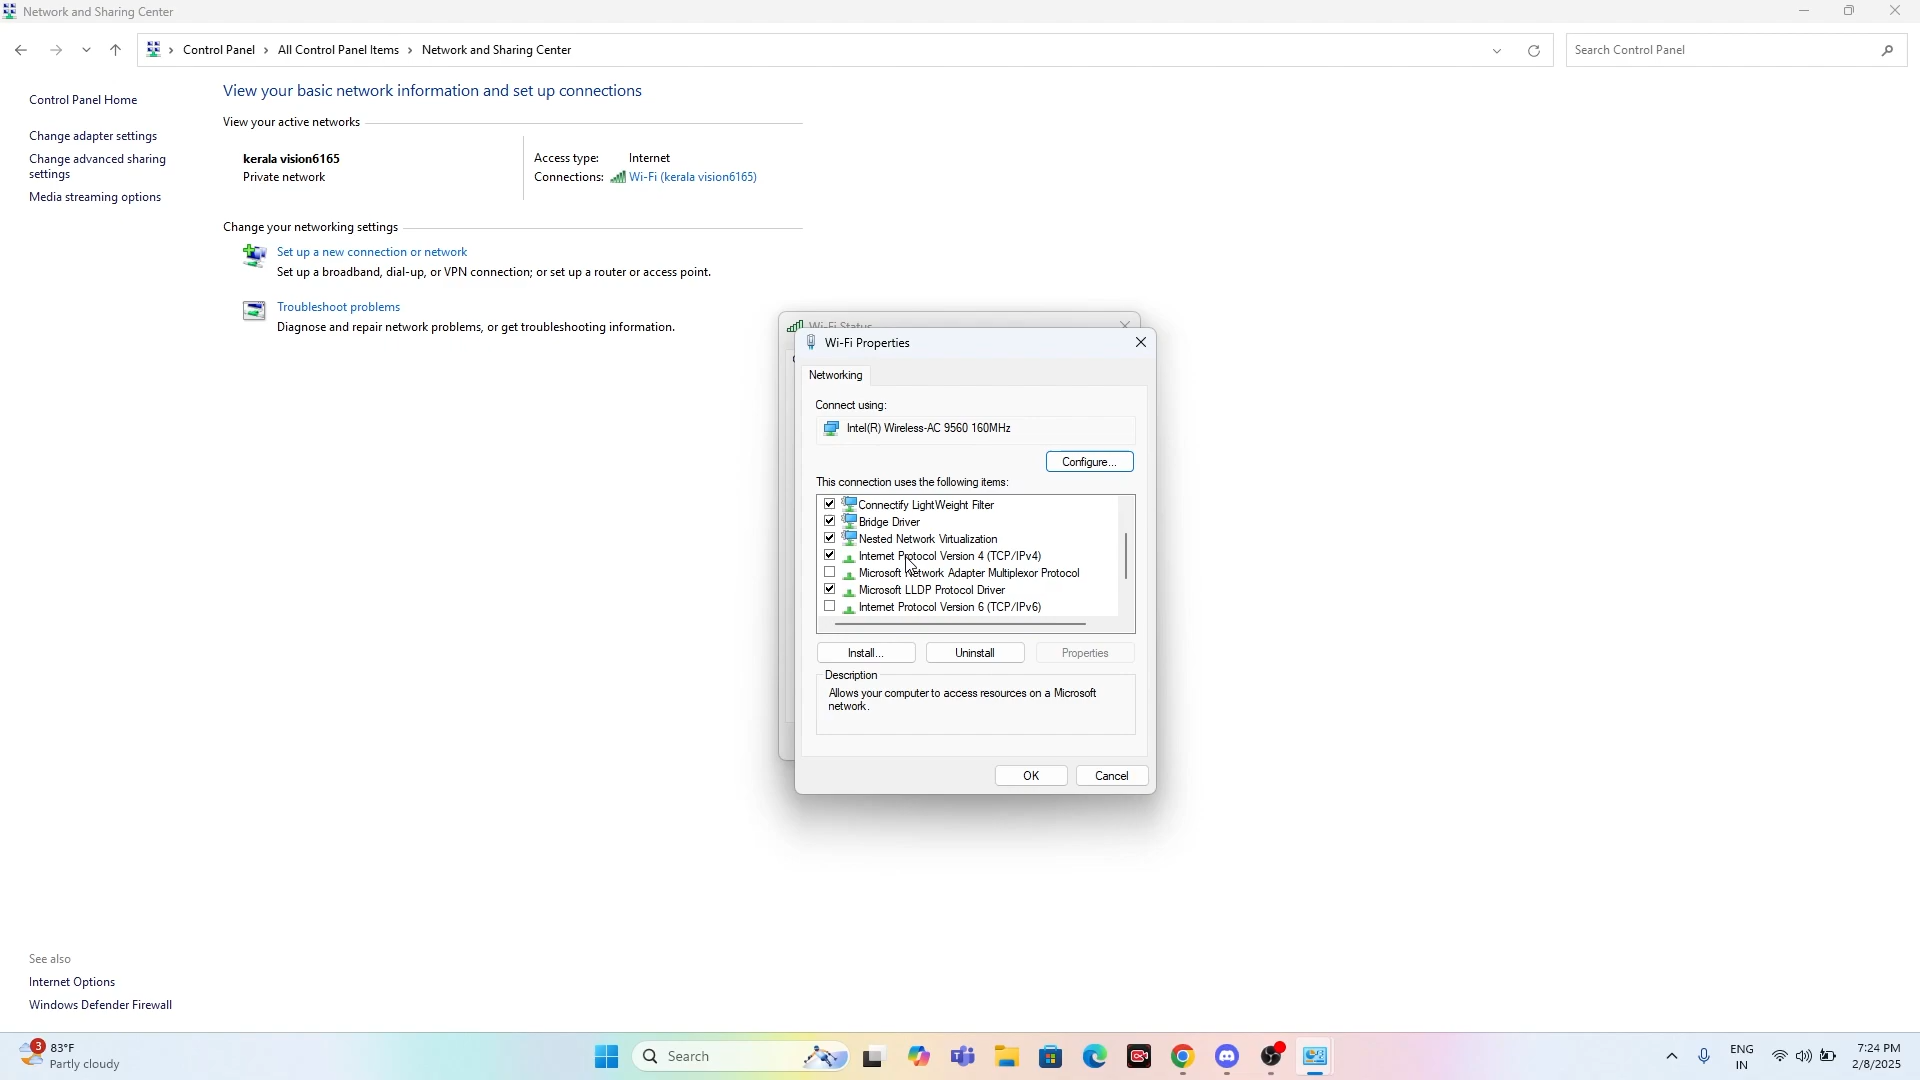 Network and Sharing Center
Control Panel
All Control Panel Items
Network and Sharing Center
Search Control Panel
Control Panel Home
Change adapter settings
Change advanced sharing
settings
Media streaming options
View your basic network information and set up connections
View your active networks
kerala vision6165
Private network
Access type: Internet
Connections: Wi-Fi (kerala vision6165)
Change your networking settings
Set up a new connection or network
Set up a broadband, dial-up, or VPN connection; or set up a router or access point.
Troubleshoot problems
Diagnose and repair network problems, or get troubleshooting information.
Wi-Fi Status
Wi-Fi Properties
Networking
Connect using:
Intel(R) Wireless-AC 9560 160MHz
Configure...
This connection uses the following items:
Connectify LightWeight Filter
Bridge Driver
Nested Network Virtualization
Internet Protocol Version 4 (TCP/IPv4)
Microsoft Network Adapter Multiplexor Protocol
Microsoft LLDP Protocol Driver
Internet Protocol Version 6 (TCP/IPv6)
Install...
Uninstall
Properties
Description
Allows your computer to access resources on a Microsoft
network.
OK
Cancel
See also
Internet Options
Windows Defender Firewall
3
83°F
Partly cloudy
Search
ENG
IN
7:24 PM
2/8/2025